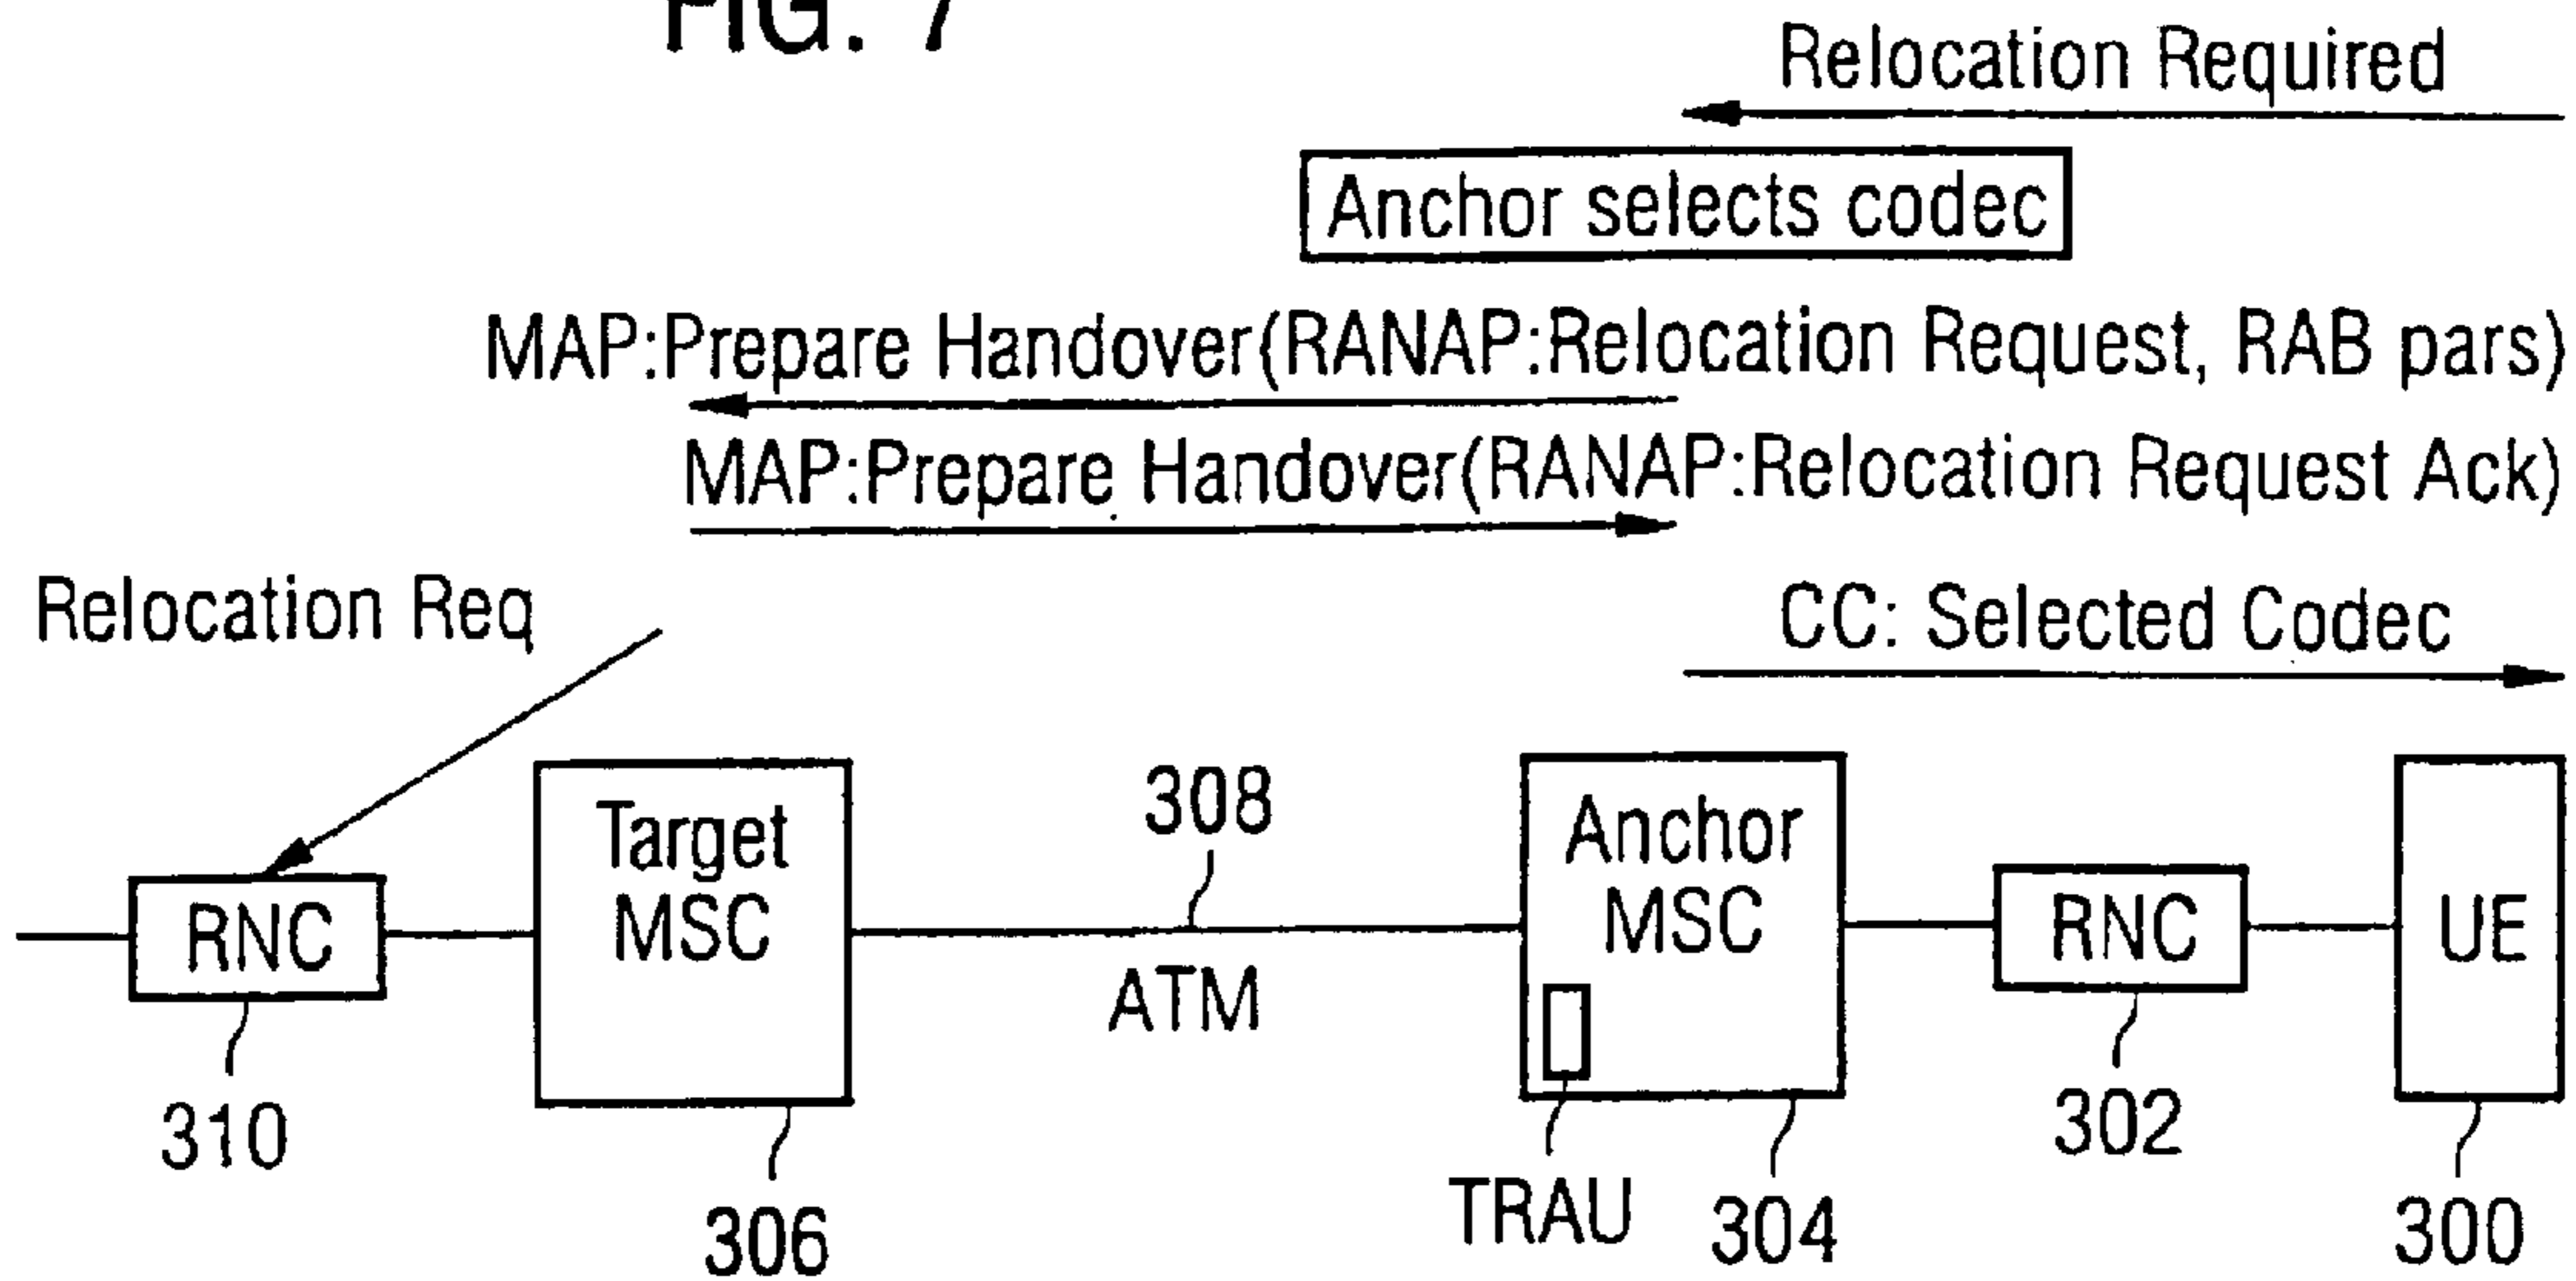 FIG. 7
Relocation Required
Anchor selects codec
MAP:Prepare Handover(RANAP:Relocation Request, RAB pars)
MAP:Prepare Handover(RANAP:Relocation Request Ack)
Relocation Req
CC: Selected Codec
308
Target
MSC
Anchor
MSC
RNC
RNC
UE
ATM
310
306
TRAU
304
302
300